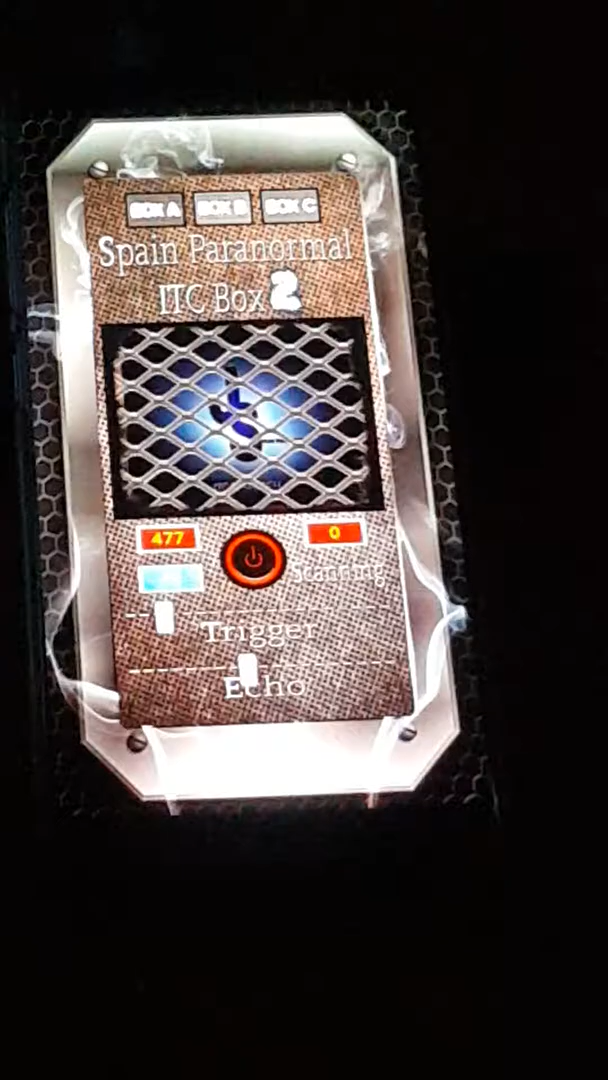 BOX A BOX B BOX C
Spain Paranormal
ITC Box 2
477 0
Scanning
Trigger
Echo